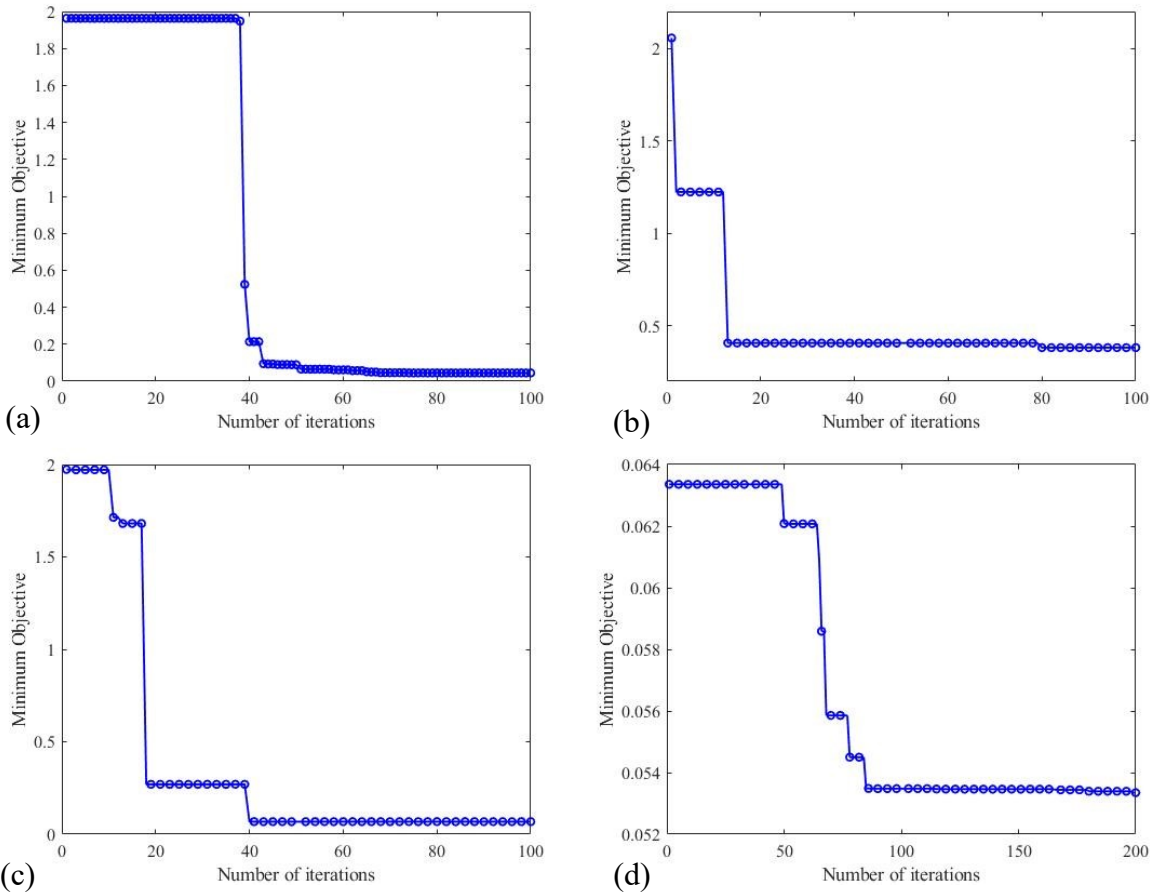 2
1.8
1.6
1.4
1.2
1
0.8
0.6
0.4
0.2
0
0 20 40 60 80 100
Minimum Objective
Number of iterations
(a)
2
1.5
1
0.5
0 20 40 60 80 100
Minimum Objective
Number of iterations
(b)
2
1.5
1
0.5
0
0 20 40 60 80 100
Minimum Objective
Number of iterations
(c)
0.064
0.062
0.06
0.058
0.056
0.054
0.052
0 50 100 150 200
Minimum Objective
Number of iterations
(d)